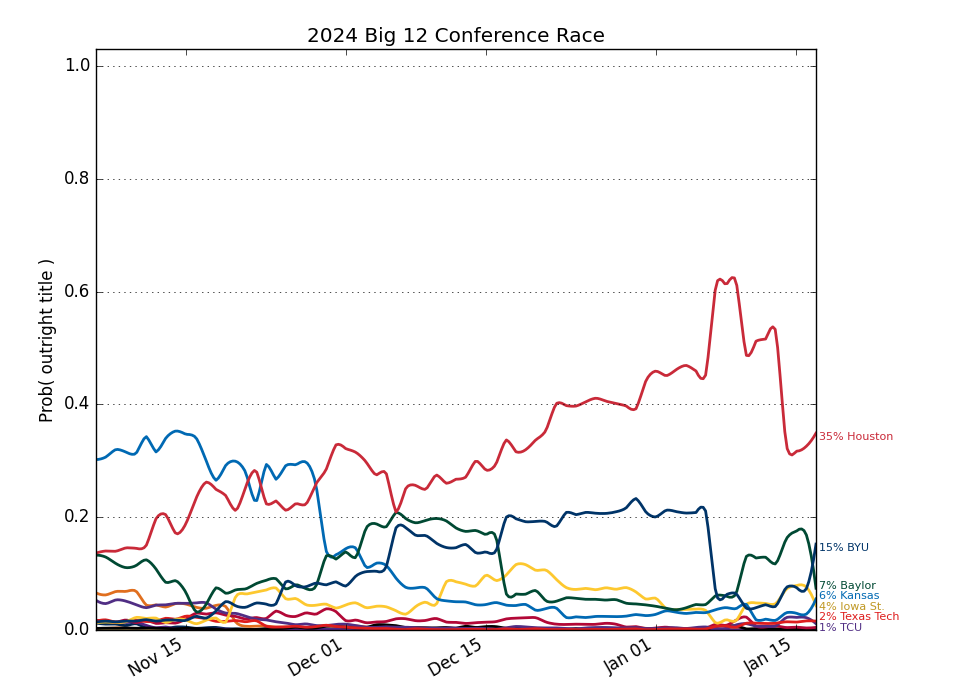 2024 Big 12 Conference Race
Prob( outright title )
1.0
0.8
0.6
0.4
0.2
0.0
Nov 15
Dec 01
Dec 15
Jan 01
Jan 15
35% Houston
15% BYU
7% Baylor
6% Kansas
4% Iowa St.
2% Texas Tech
1% TCU